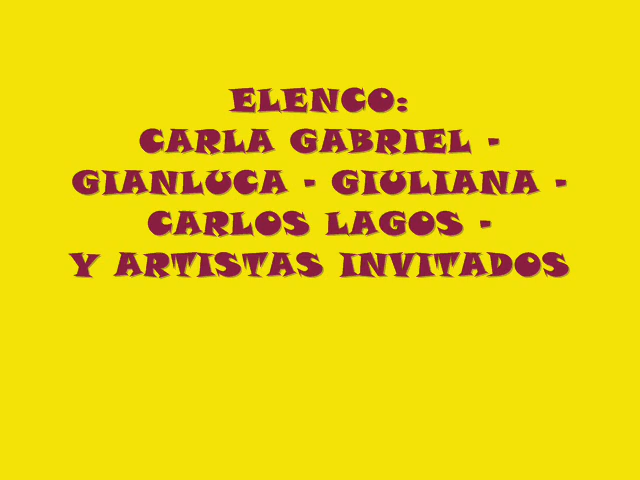 ELENCO:
CARLA GABRIEL -
GIANLUCA - GIULIANA -
CARLOS LAGOS -
Y ARTISTAS INVITADOS